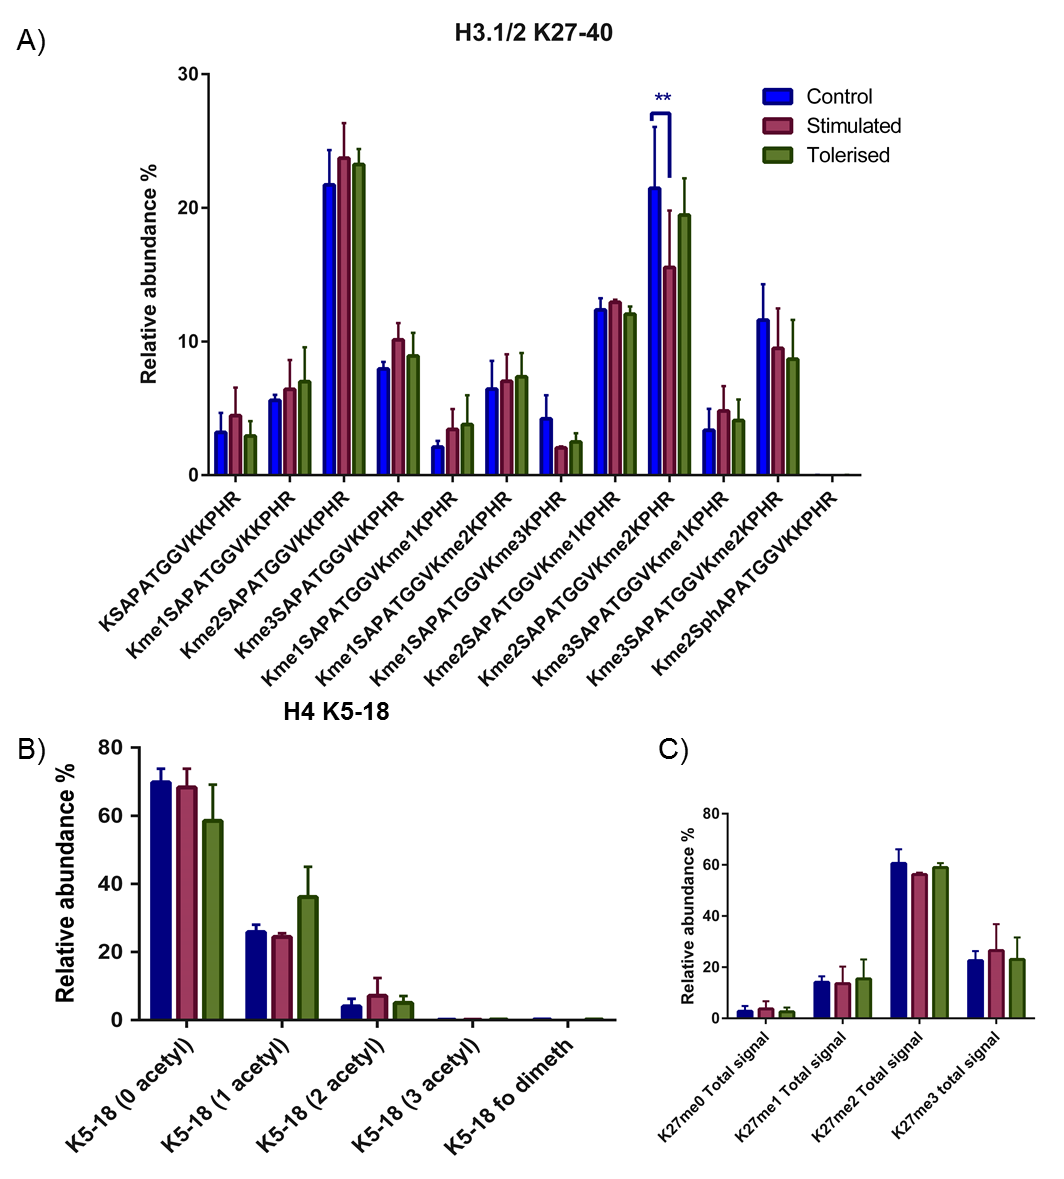 A)
H3.1/2 K27-40
Relative abundance %
30
20
10
0
**
Control
Stimulated
Tolerised
KSAPATGGVKKPHR
Kme1SAPATGGVKKPHR
Kme2SAPATGGVKKPHR
Kme3SAPATGGVKKPHR
Kme1SAPATGGVKme1KPHR
Kme1SAPATGGVKme2KPHR
Kme1SAPATGGVKme3KPHR
Kme2SAPATGGVKme1KPHR
Kme2SAPATGGVKme2KPHR
Kme3SAPATGGVKme1KPHR
Kme3SAPATGGVKme2KPHR
Kme2SphAPATGGVKKPHR
B)
H4 K5-18
Relative abundance %
80
60
40
20
0
K5-18 (0 acetyl)
K5-18 (1 acetyl)
K5-18 (2 acetyl)
K5-18 (3 acetyl)
K5-18 fo dimeth
C)
Relative abundance %
80
60
40
20
0
K27me0 Total signal
K27me1 Total signal
K27me2 Total signal
K27me3 total signal